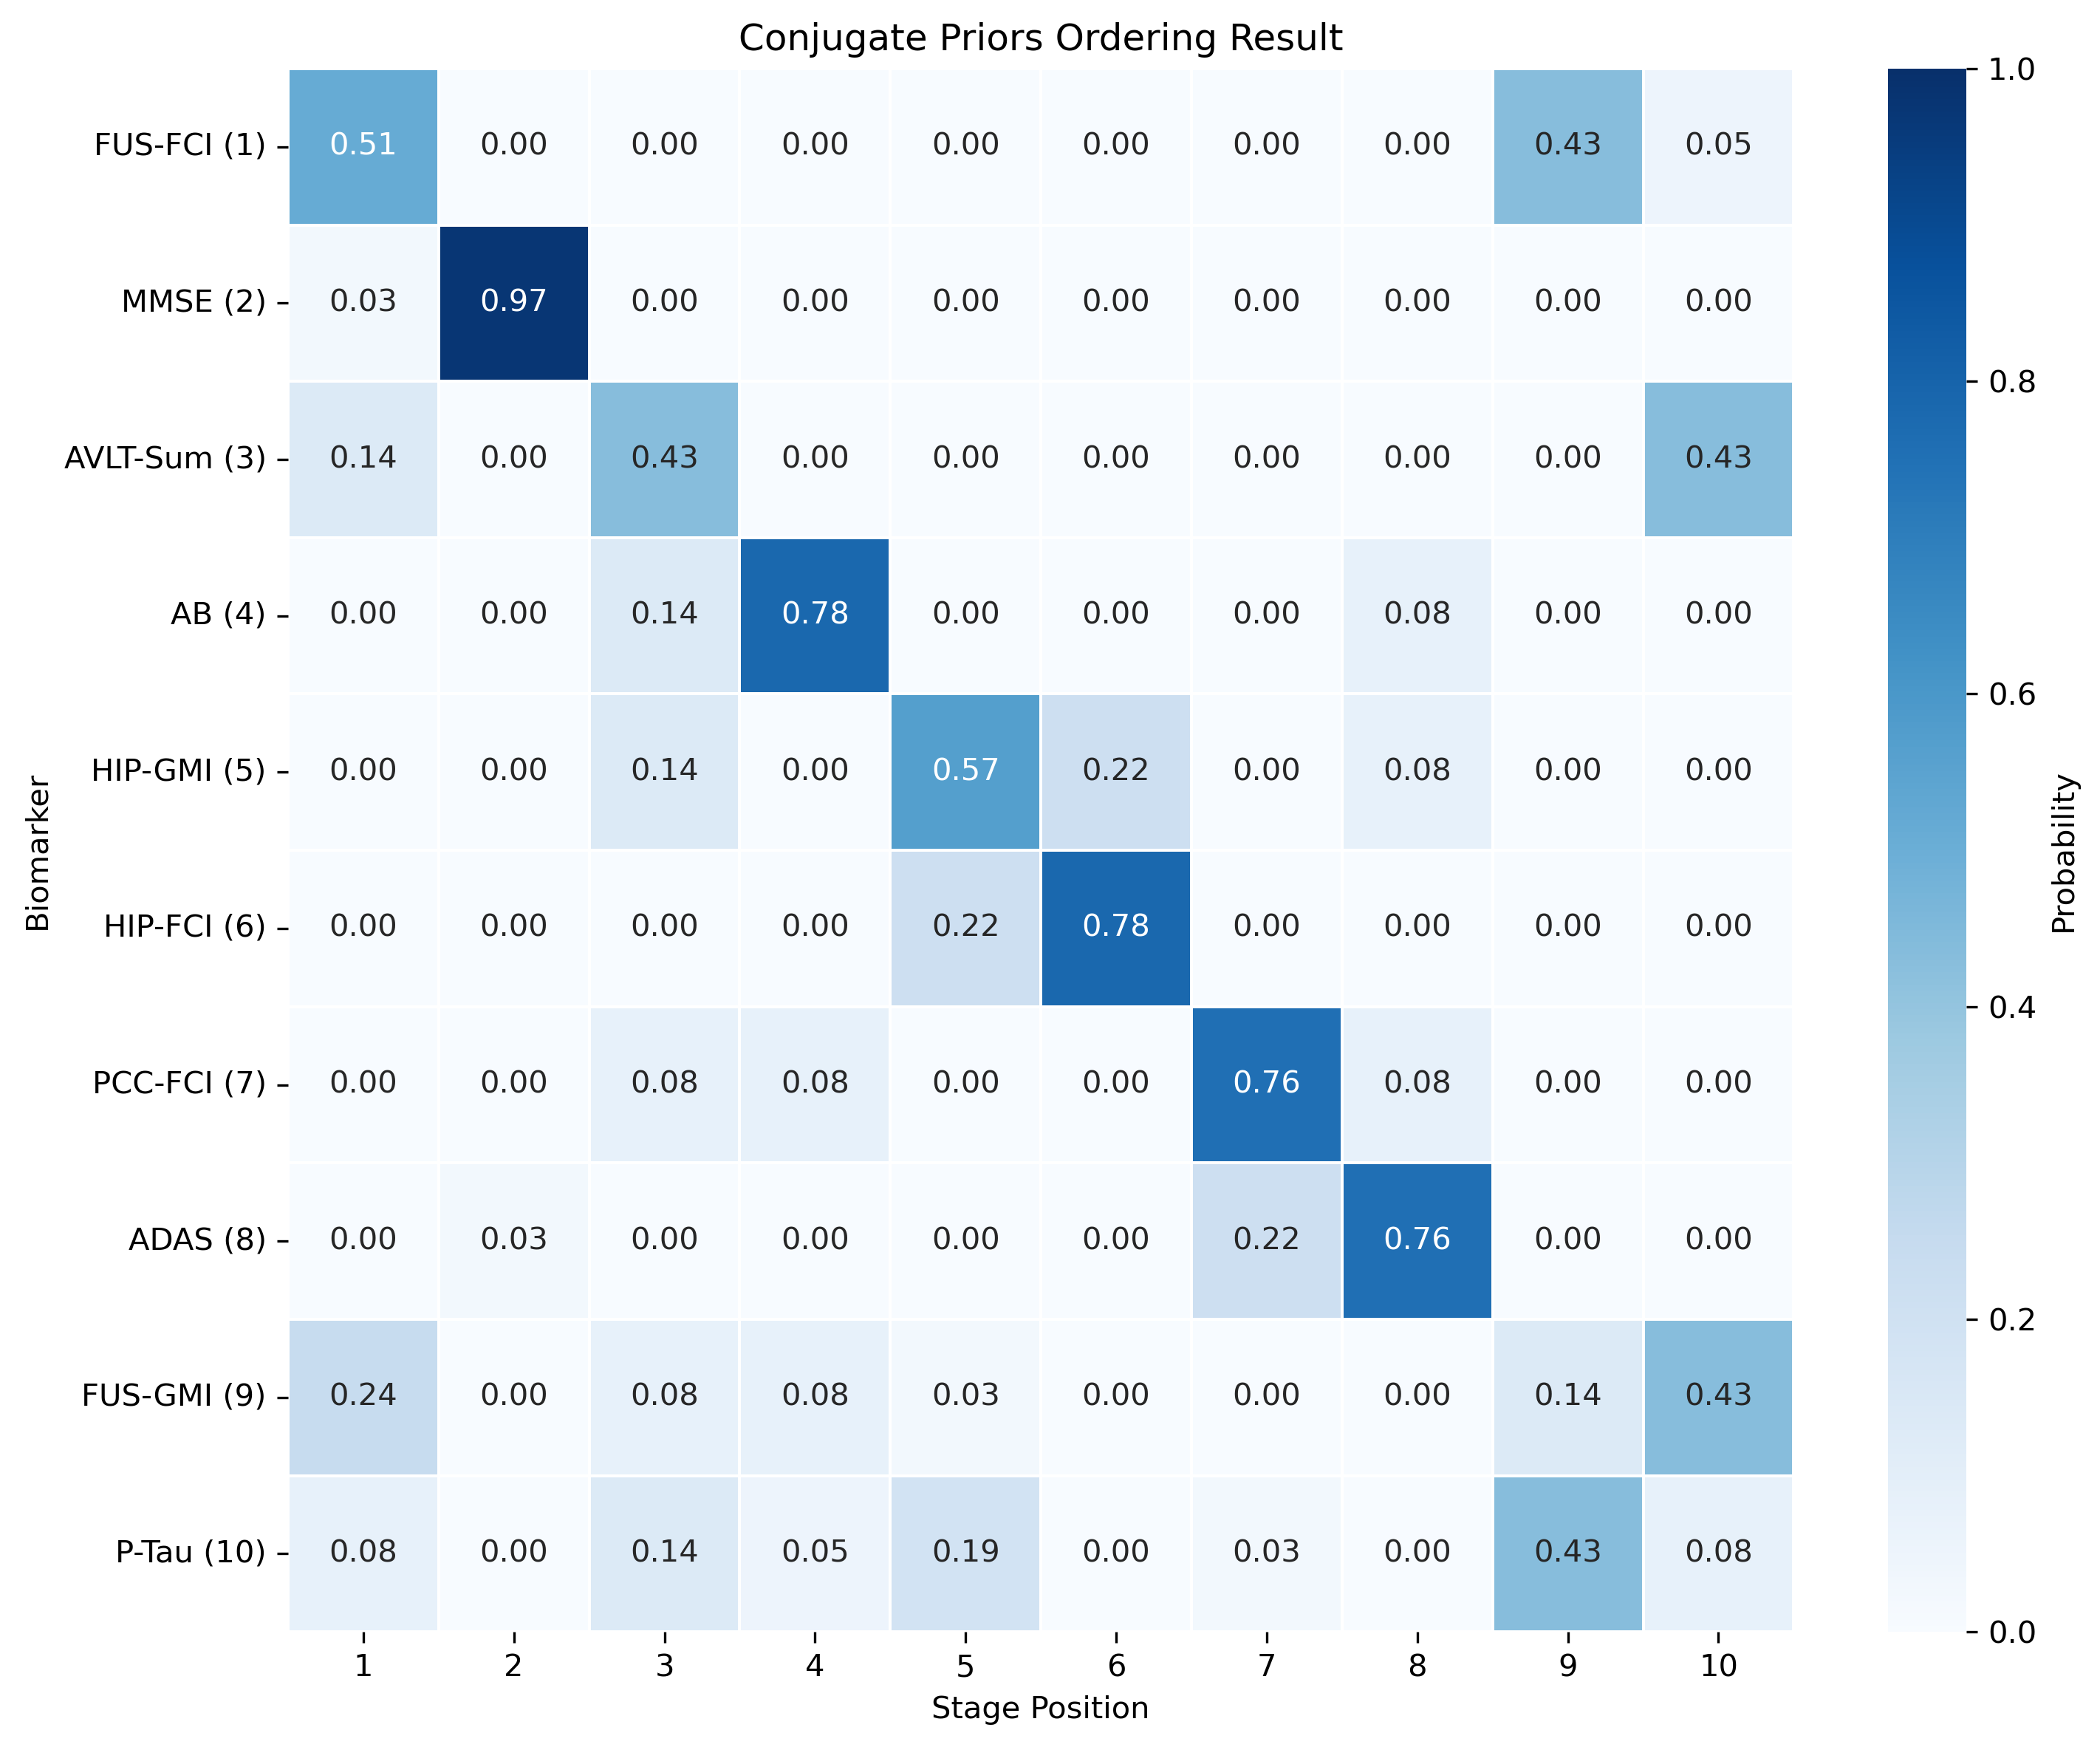 Conjugate Priors Ordering Result
FUS-FCI (1) 0.51 0.00 0.00 0.00 0.00 0.00 0.00 0.00 0.43 0.05
MMSE (2) 0.03 0.97 0.00 0.00 0.00 0.00 0.00 0.00 0.00 0.00
AVLT-Sum (3) 0.14 0.00 0.43 0.00 0.00 0.00 0.00 0.00 0.00 0.43
AB (4) 0.00 0.00 0.14 0.78 0.00 0.00 0.00 0.08 0.00 0.00
HIP-GMI (5) 0.00 0.00 0.14 0.00 0.57 0.22 0.00 0.08 0.00 0.00
HIP-FCI (6) 0.00 0.00 0.00 0.00 0.22 0.78 0.00 0.00 0.00 0.00
PCC-FCI (7) 0.00 0.00 0.08 0.08 0.00 0.00 0.76 0.08 0.00 0.00
ADAS (8) 0.00 0.03 0.00 0.00 0.00 0.00 0.22 0.76 0.00 0.00
FUS-GMI (9) 0.24 0.00 0.08 0.08 0.03 0.00 0.00 0.00 0.14 0.43
P-Tau (10) 0.08 0.00 0.14 0.05 0.19 0.00 0.03 0.00 0.43 0.08
1 2 3 4 5 6 7 8 9 10
Stage Position
Biomarker
1.0
0.8
0.6
0.4
0.2
0.0
Probability